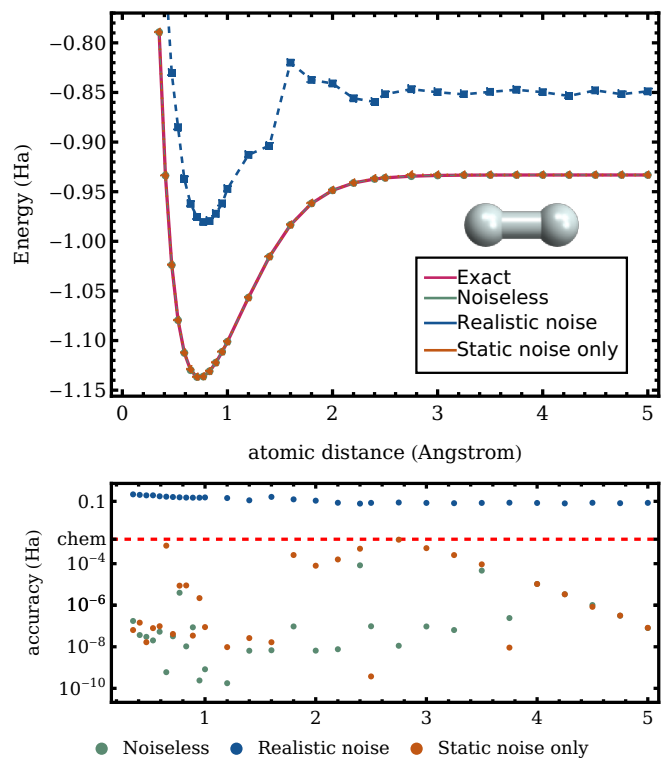 −0.80
−0.85
−0.90
−0.95
−1.00
−1.05
−1.10
−1.15
Energy (Ha)
Exact
Noiseless
Realistic noise
Static noise only
0 1 2 3 4 5
atomic distance (Angstrom)
0.1
chem
10⁻⁴
10⁻⁶
10⁻⁸
10⁻¹⁰
accuracy (Ha)
1 2 3 4 5
Noiseless Realistic noise Static noise only